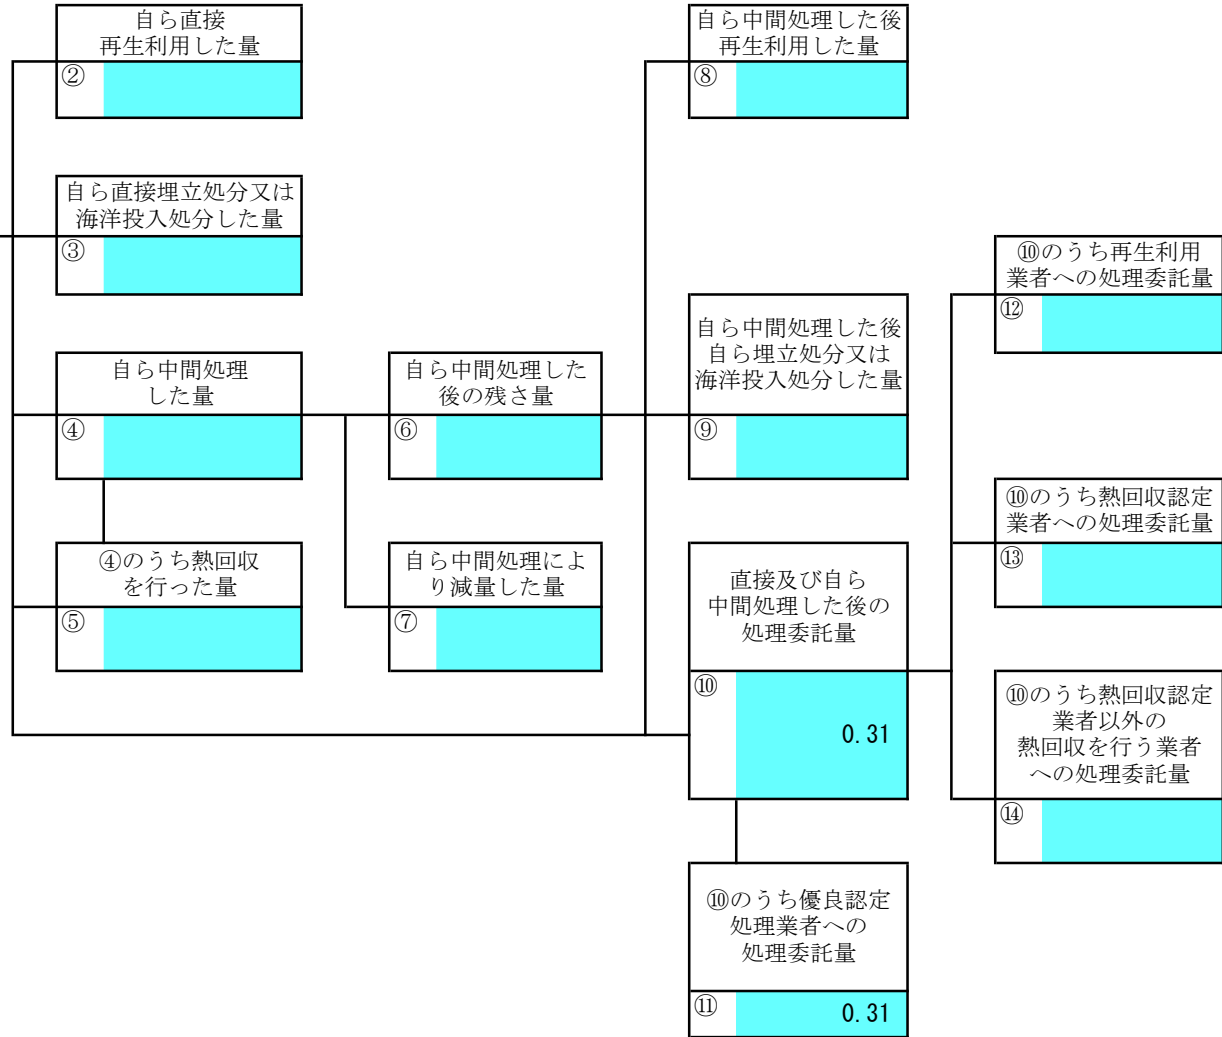 自ら直接
再生利用した量
②
自ら直接埋立処分又は
海洋投入処分した量
③
自ら中間処理
した量
④
④のうち熱回収
を行った量
⑤
自ら中間処理した
後の残さ量
⑥
自ら中間処理によ
り減量した量
⑦
自ら中間処理した後
再生利用した量
⑧
自ら中間処理した後
自ら埋立処分又は
海洋投入処分した量
⑨
直接及び自ら
中間処理した後の
処理委託量
⑩
0.31
⑩のうち優良認定
処理業者への
処理委託量
⑪
0.31
⑩のうち再生利用
業者への処理委託量
⑫
⑩のうち熱回収認定
業者への処理委託量
⑬
⑩のうち熱回収認定
業者以外の
熱回収を行う業者
への処理委託量
⑭